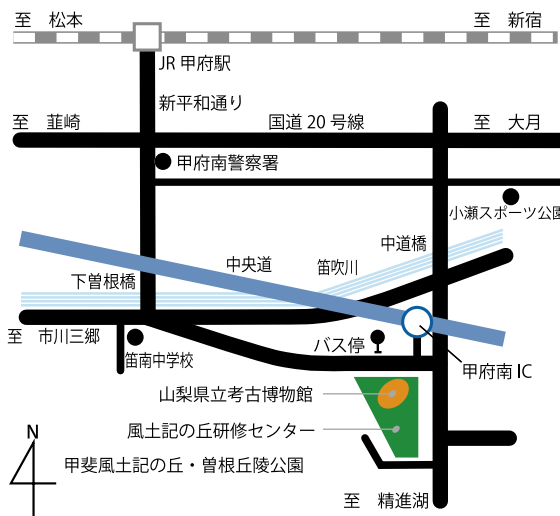 至　松本
至　新宿
JR 甲府駅
新平和通り
至　韮崎
国道 20 号線
至　大月
甲府南警察署
小瀬スポーツ公園
中道橋
中央道
笛吹川
下曽根橋
至　市川三郷
笛南中学校
バス停
甲府南 IC
山梨県立考古博物館
風土記の丘研修センター
甲斐風土記の丘・曽根丘陵公園
N
至　精進湖